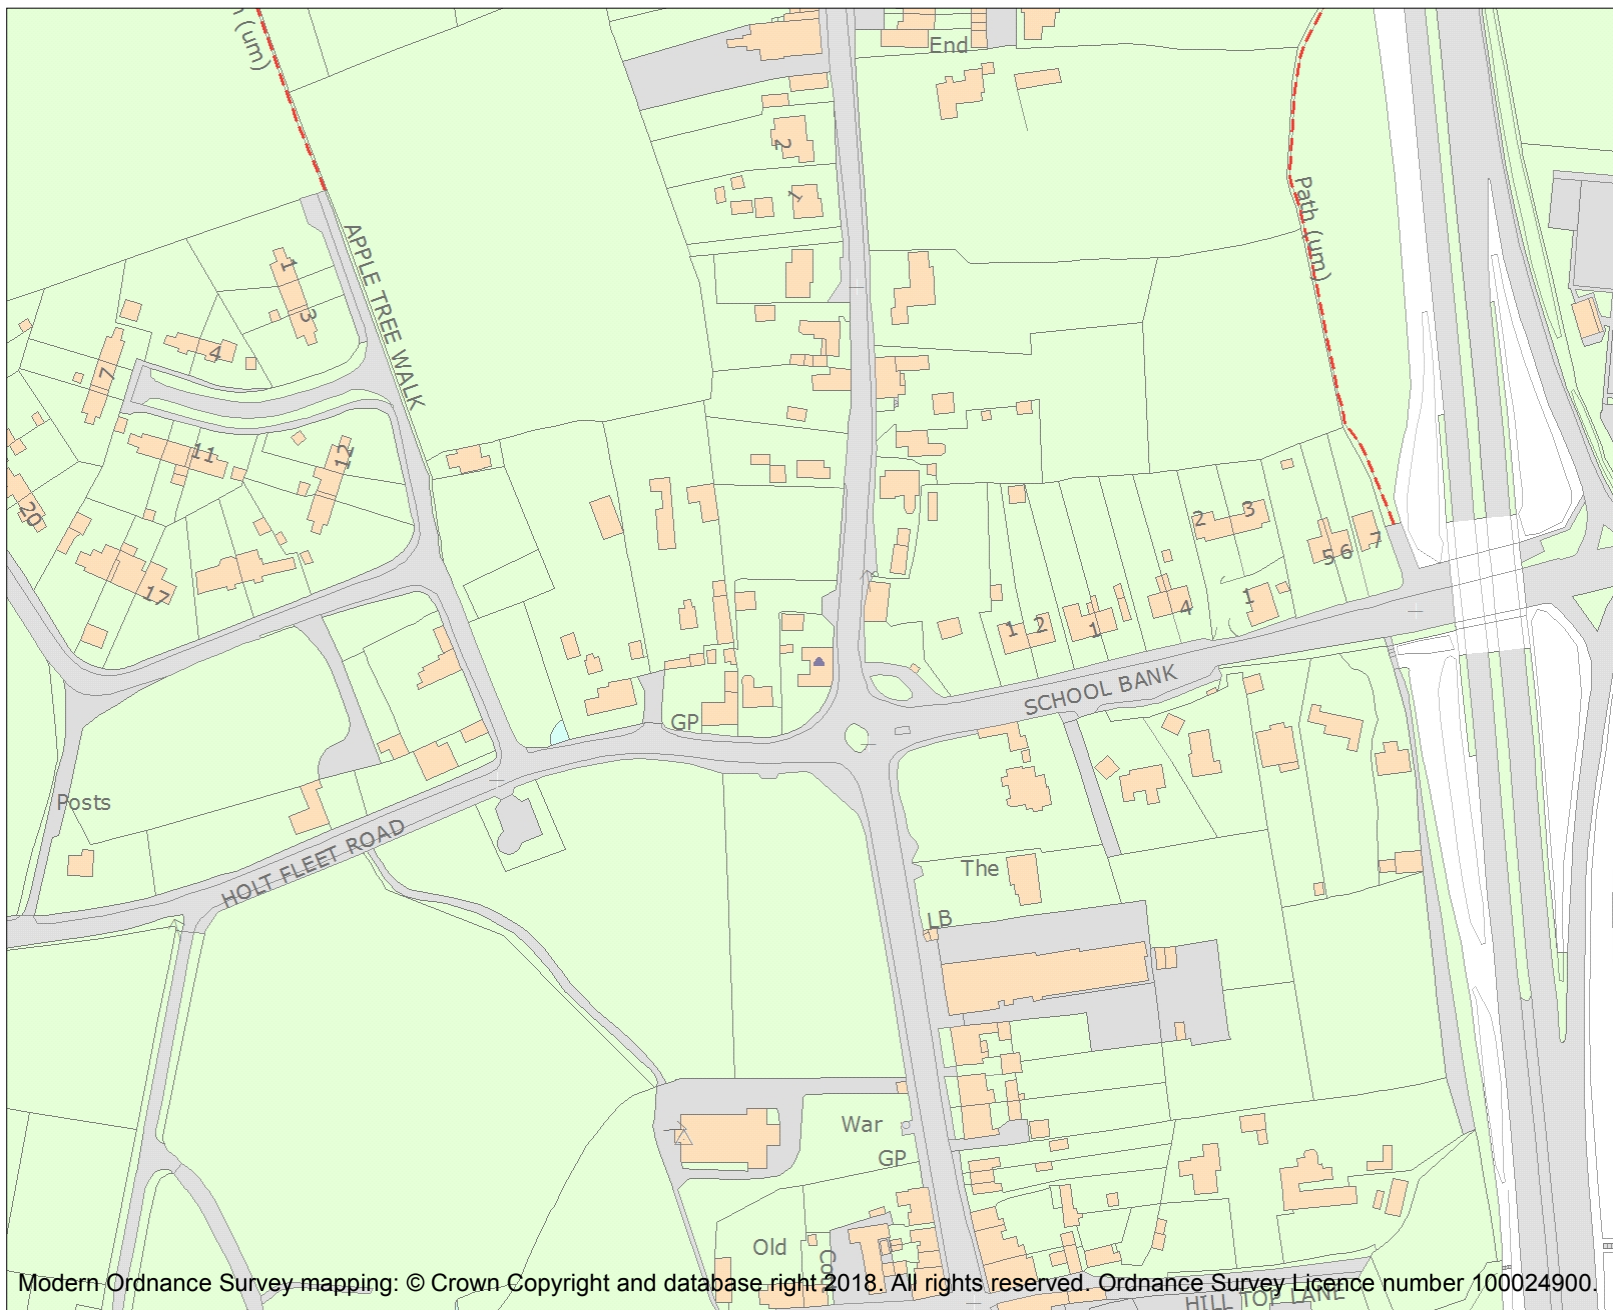 (um)
End
2
1
Path (um)
APPLE TREE WALK
1
3
4
7
11
12
20
17
2
3
5
6
7
1
2
1
4
1
SCHOOL BANK
GP
Posts
HOLT FLEET ROAD
The
LB
War
GP
Old
HILL TOP LANE
Modern Ordnance Survey mapping: © Crown Copyright and database right 2018. All rights reserved. Ordnance Survey Licence number 100024900.